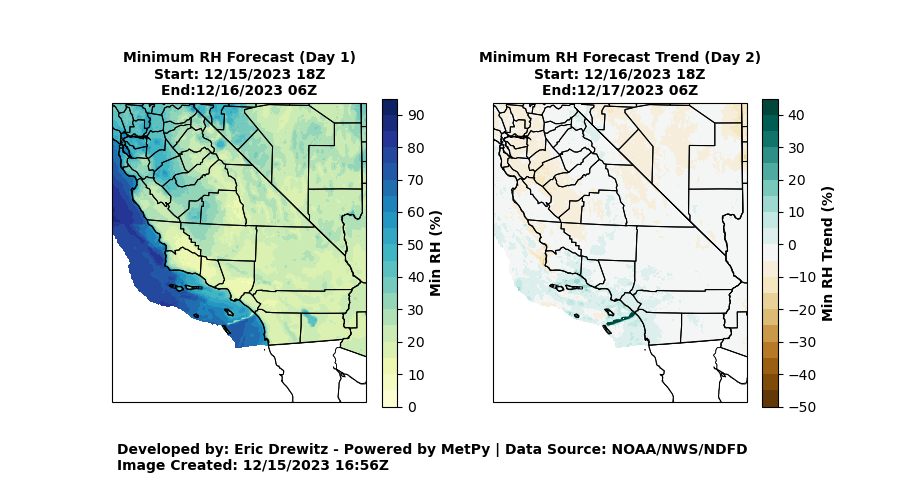 Minimum RH Forecast (Day 1)
Start: 12/15/2023 18Z
End:12/16/2023 06Z
90
80
70
60
50
40
30
20
10
0
Min RH (%)
Minimum RH Forecast Trend (Day 2)
Start: 12/16/2023 18Z
End:12/17/2023 06Z
40
30
20
10
0
−10
−20
−30
−40
−50
Min RH Trend (%)
Developed by: Eric Drewitz - Powered by MetPy | Data Source: NOAA/NWS/NDFD
Image Created: 12/15/2023 16:56Z